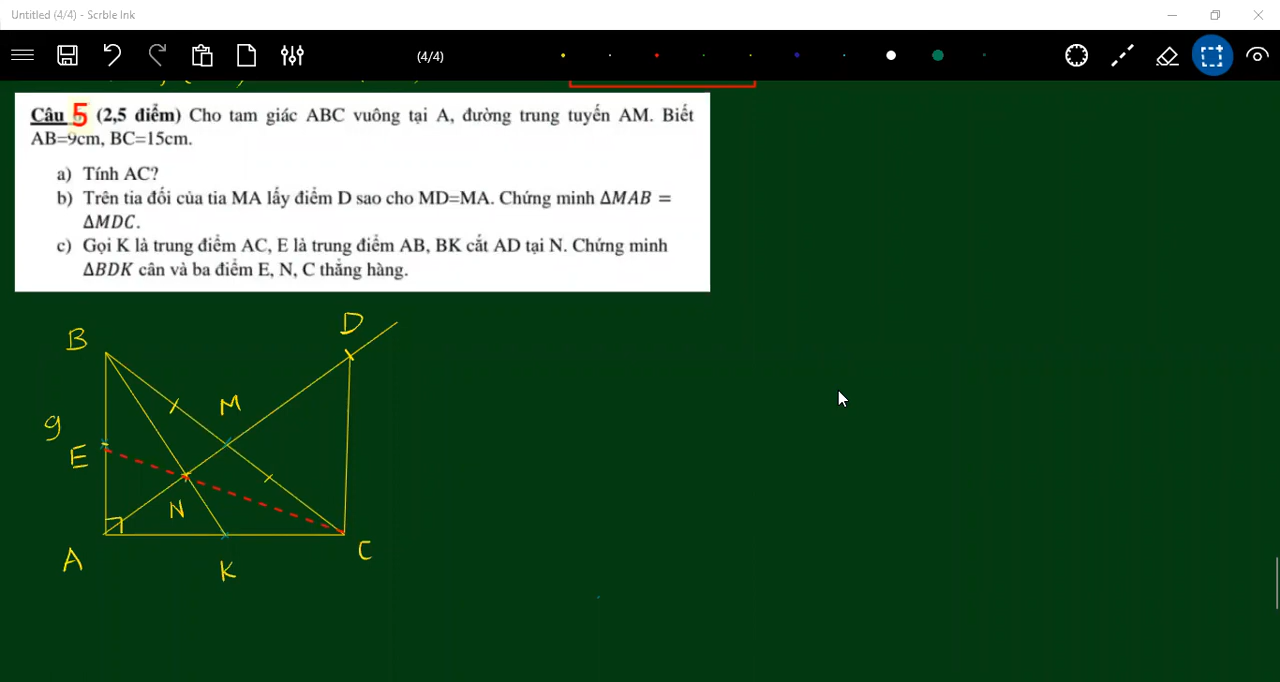 Untitled (4/4) - Scrble Ink
(4/4)
Câu 5 (2,5 điểm) Cho tam giác ABC vuông tại A, đường trung tuyến AM. Biết
AB=9cm, BC=15cm.
a) Tính AC?
b) Trên tia đối của tia MA lấy điểm D sao cho MD=MA. Chứng minh ΔMAB =
ΔMDC.
c) Gọi K là trung điểm AC, E là trung điểm AB, BK cắt AD tại N. Chứng minh
ΔBDK cân và ba điểm E, N, C thẳng hàng.
B
D
M
9
E
N
A
K
C